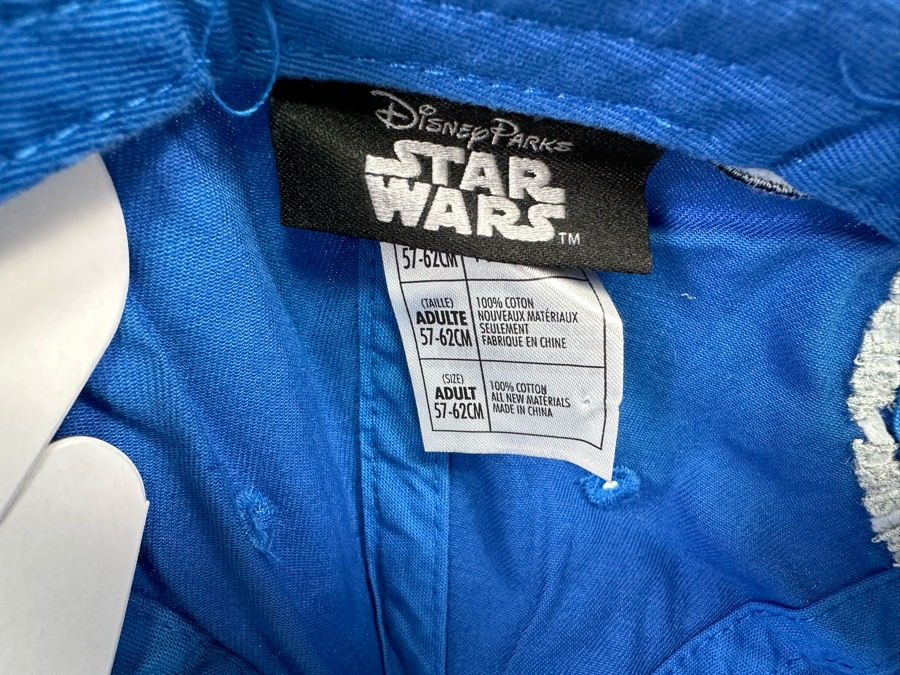 Disney Parks
STAR
WARS
TM
57-62CM
(TAILLE)
ADULTE
57-62CM
100% COTON
NOUVEAUX MATÉRIAUX
SEULEMENT
FABRIQUE EN CHINE
(SIZE)
ADULT
57-62CM
100% COTTON
ALL NEW MATERIALS
MADE IN CHINA